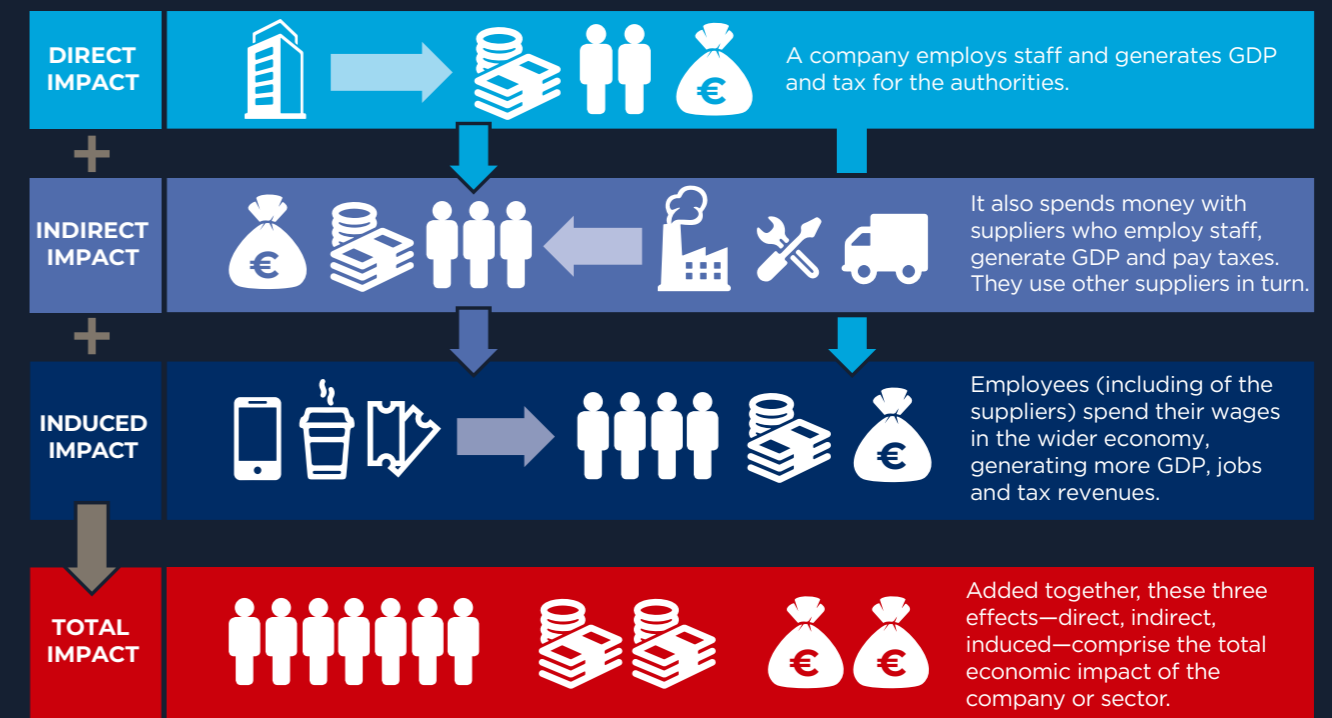 DIRECT
IMPACT
€
A company employs staff and generates GDP
and tax for the authorities.
+
INDIRECT
IMPACT
€
It also spends money with
suppliers who employ staff,
generate GDP and pay taxes.
They use other suppliers in turn.
+
INDUCED
IMPACT
€
Employees (including of the
suppliers) spend their wages
in the wider economy,
generating more GDP, jobs
and tax revenues.
TOTAL
IMPACT
€ €
Added together, these three
effects—direct, indirect,
induced—comprise the total
economic impact of the
company or sector.